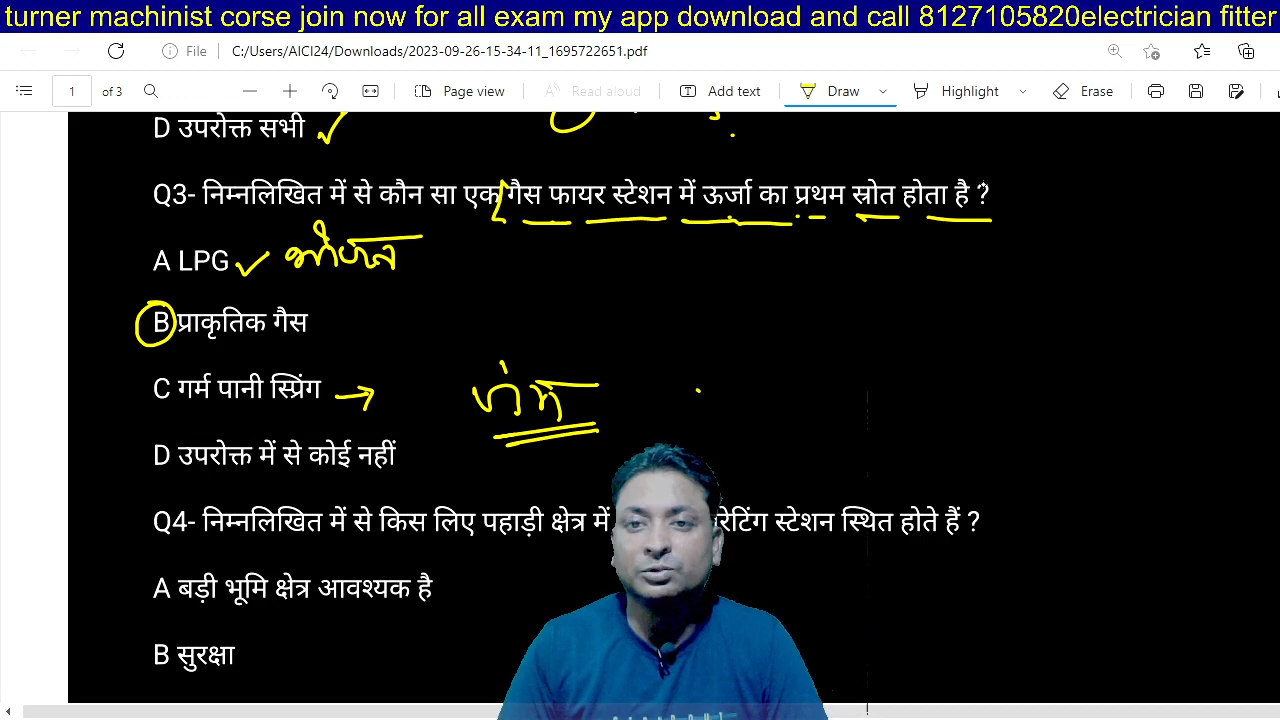 turner machinist corse join now for all exam my app download and call 8127105820electrician fitter
File C:/Users/AICI24/Downloads/2023-09-26-15-34-11_1695722651.pdf
1 of 3 Page view Read aloud Add text Draw Highlight Erase
D उपरोक्त सभी
Q3- निम्नलिखित में से कौन सा एक गैस फायर स्टेशन में ऊर्जा का प्रथम स्रोत होता है ?
A LPG
B प्राकृतिक गैस
C गर्म पानी स्प्रिंग
D उपरोक्त में से कोई नहीं
Q4- निम्नलिखित में से किस लिए पहाड़ी क्षेत्र में रेटिंग स्टेशन स्थित होते हैं ?
A बड़ी भूमि क्षेत्र आवश्यक है
B सुरक्षा